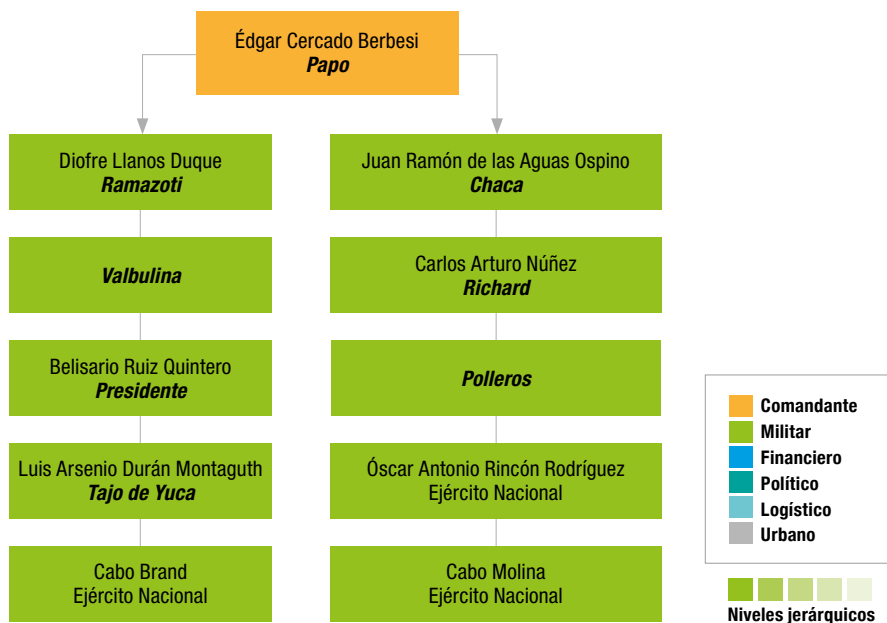 Édgar Cercado Berbesi
Papo
Diofre Llanos Duque
Ramazoti
Juan Ramón de las Aguas Ospino
Chaca
Valbulina
Carlos Arturo Núñez
Richard
Belisario Ruiz Quintero
Presidente
Polleros
Luis Arsenio Durán Montaguth
Tajo de Yuca
Óscar Antonio Rincón Rodríguez
Ejército Nacional
Cabo Brand
Ejército Nacional
Cabo Molina
Ejército Nacional
Comandante
Militar
Financiero
Político
Logístico
Urbano
Niveles jerárquicos